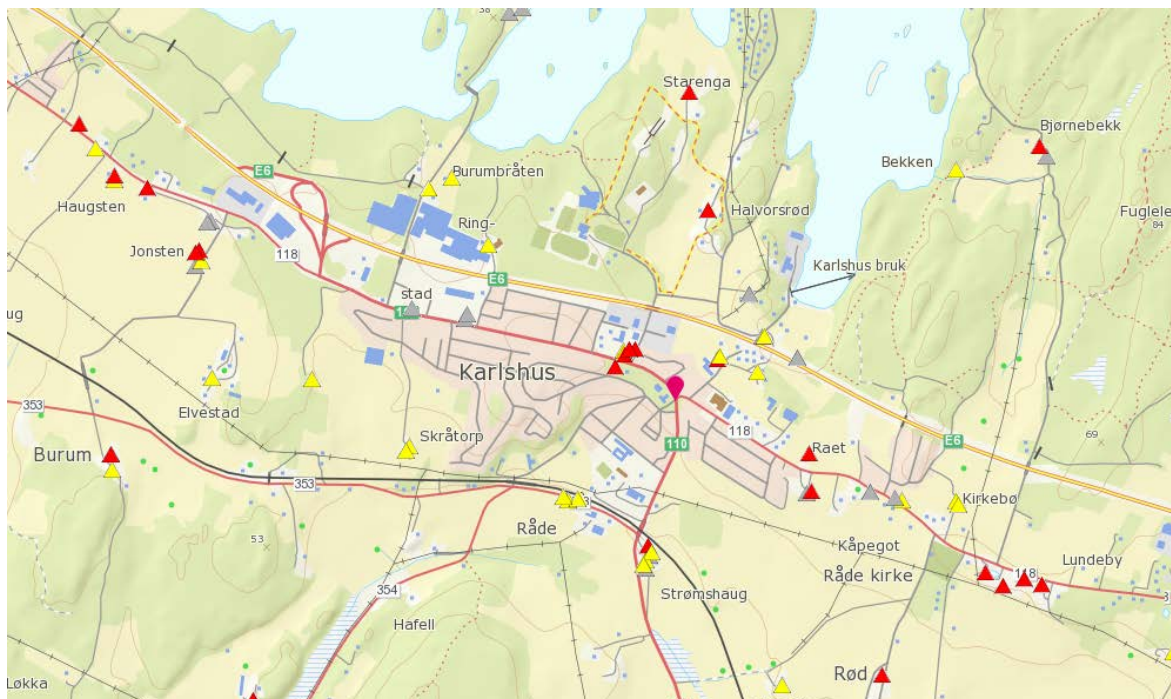 38
Starenga
Bjørnebekk
Bekken
E6
Burumbråten
Haugsten
Halvorsrød
Fuglele
84
Ring-
Jonsten
118
Karlshus bruk
E6
stad
ug
Karlshus
353
Elvestad
118
Skråtorp
110
Raet
E6
69
Burum
353
Kirkebø
Råde
53
Kåpegot
118
Lundeby
Råde kirke
354
Strømshaug
Hafell
Rød
Løkka